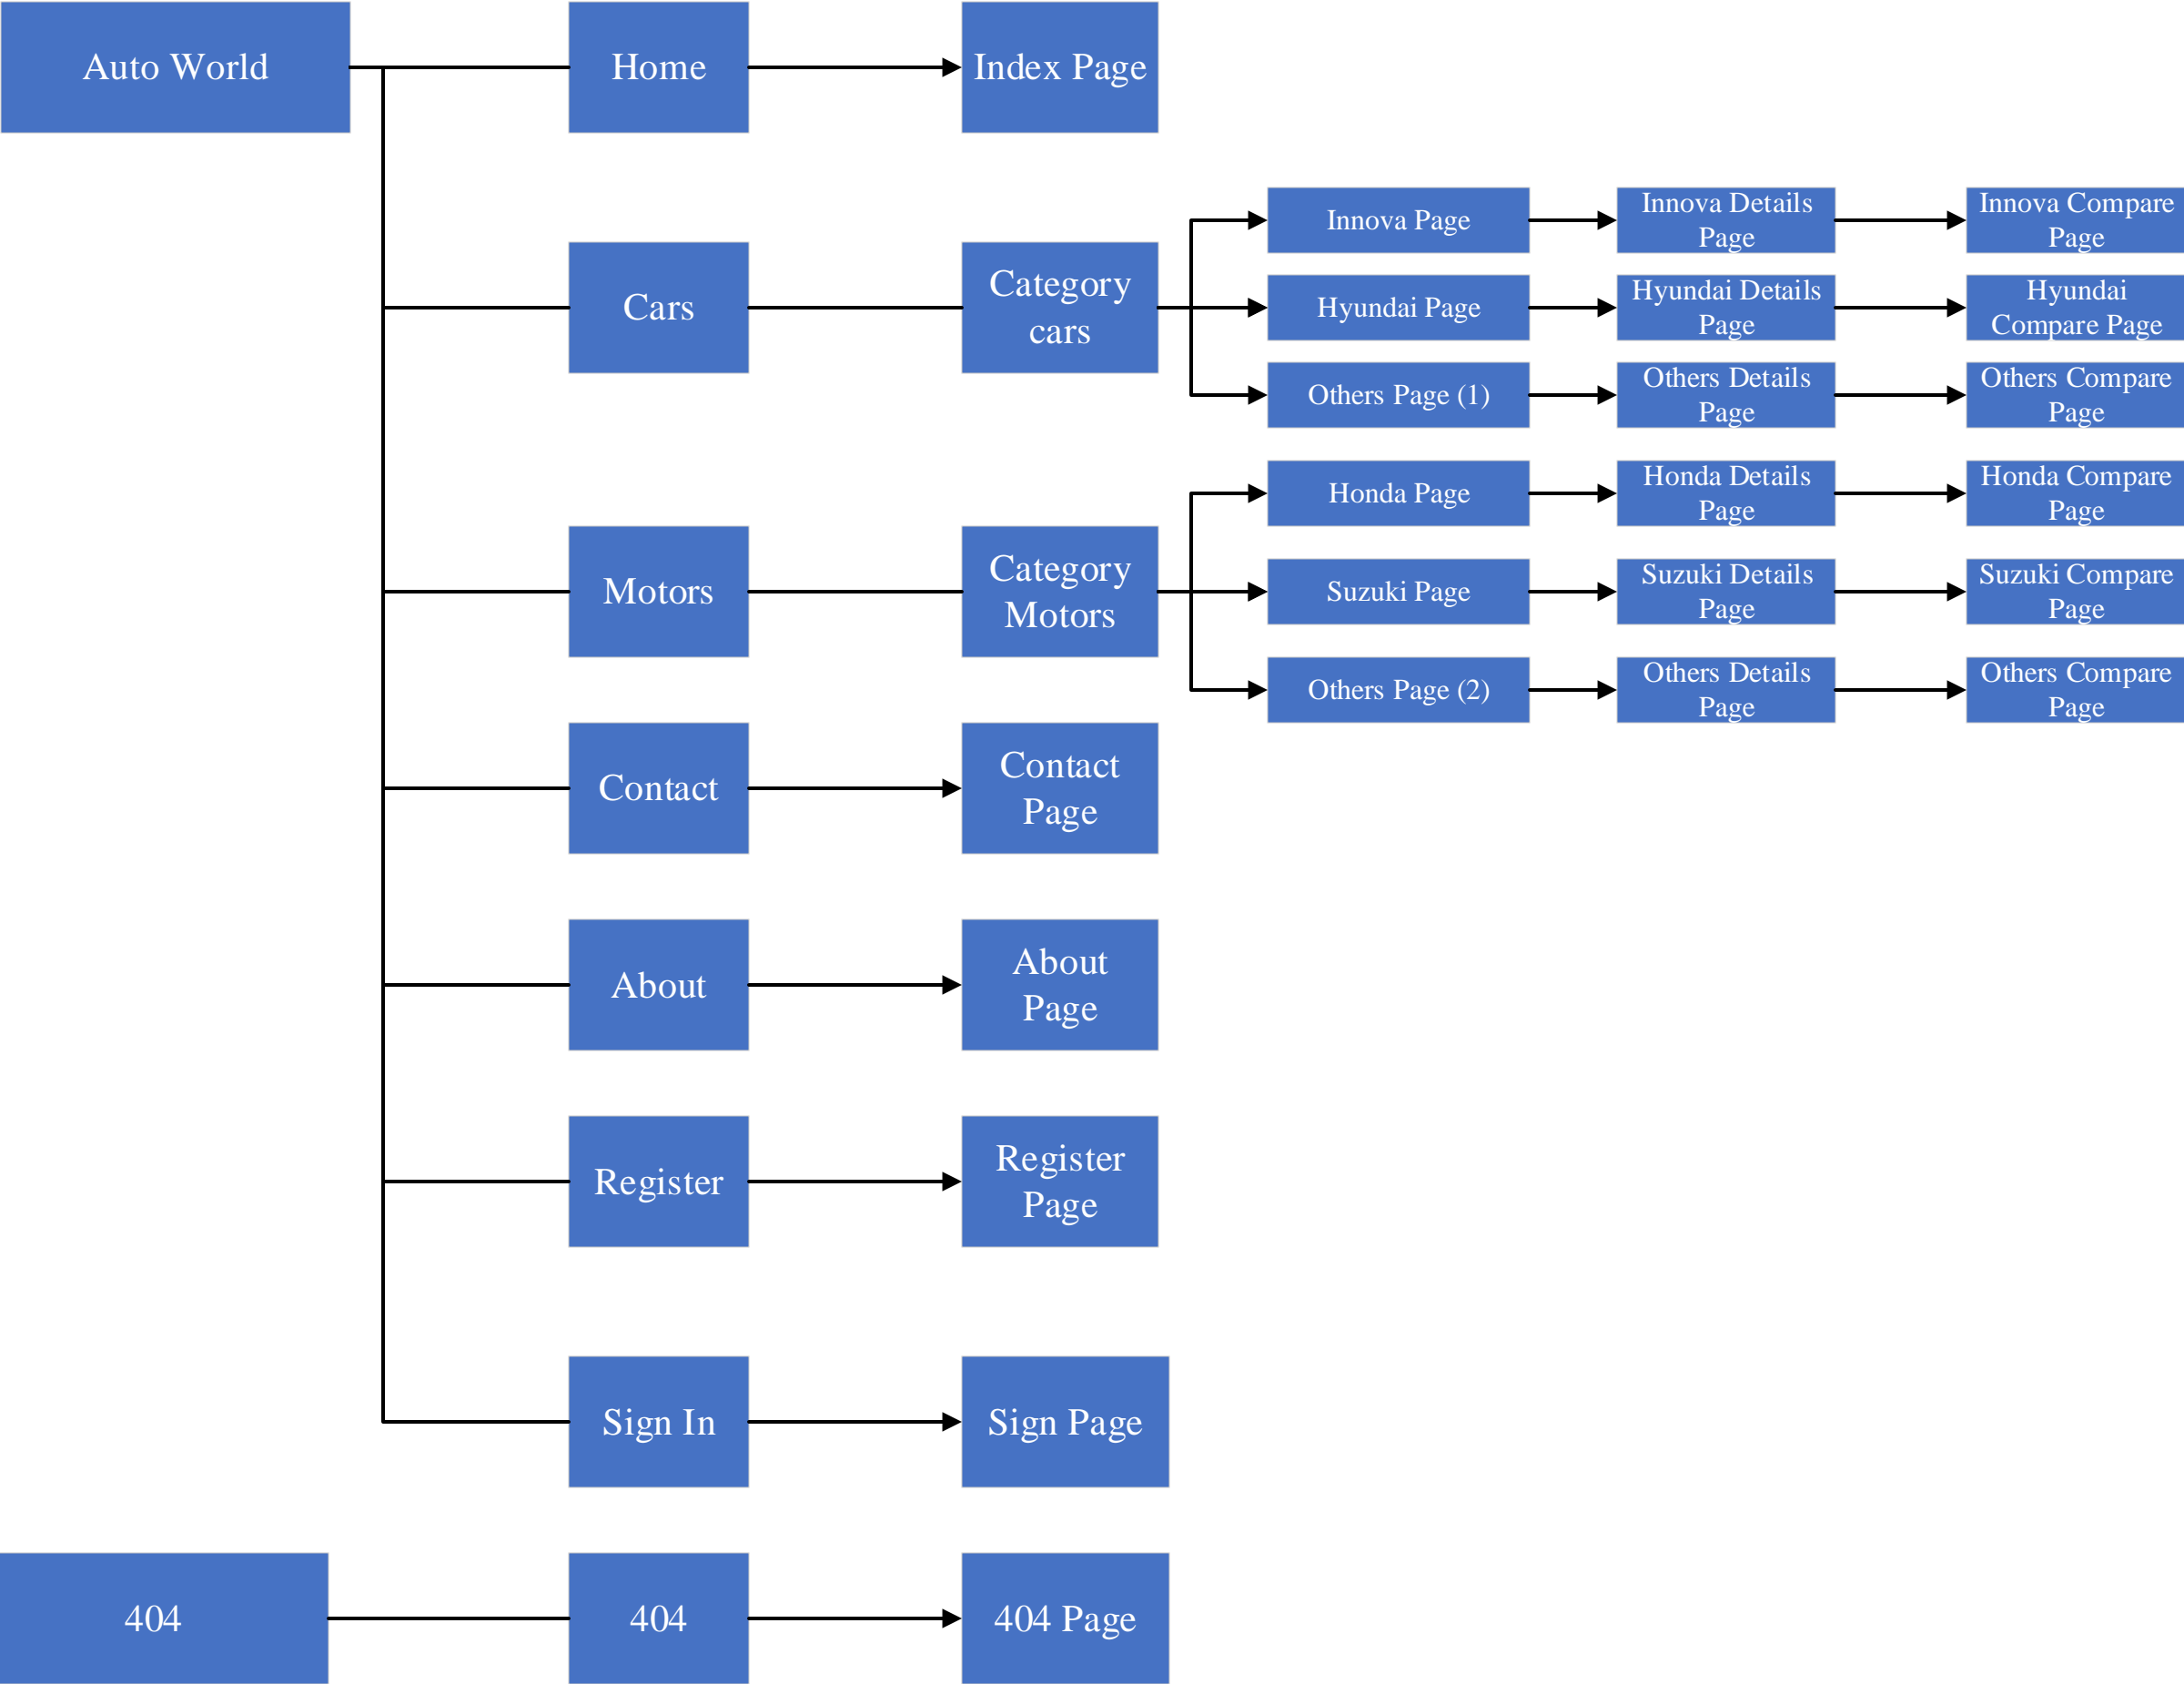 Auto World
Home
Index Page
Innova Page
Innova Details
Page
Innova Compare
Page
Cars
Category
cars
Hyundai Page
Hyundai Details
Page
Hyundai
Compare Page
Others Page (1)
Others Details
Page
Others Compare
Page
Honda Page
Honda Details
Page
Honda Compare
Page
Motors
Category
Motors
Suzuki Page
Suzuki Details
Page
Suzuki Compare
Page
Others Page (2)
Others Details
Page
Others Compare
Page
Contact
Contact
Page
About
About
Page
Register
Register
Page
Sign In
Sign Page
404
404
404 Page